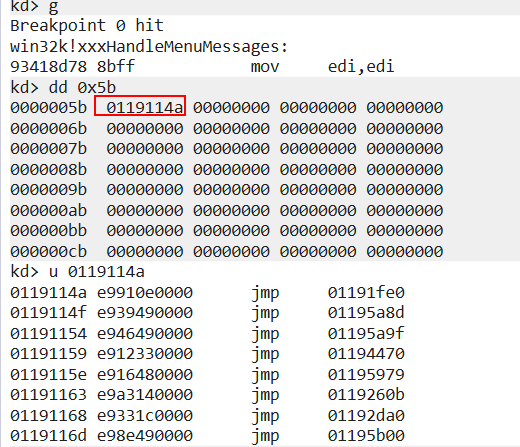 kd> g
Breakpoint 0 hit
win32k!xxxHandleMenuMessages:
93418d78 8bff            mov     edi,edi
kd> dd 0x5b
0000005b  0119114a 00000000 00000000 00000000
0000006b  00000000 00000000 00000000 00000000
0000007b  00000000 00000000 00000000 00000000
0000008b  00000000 00000000 00000000 00000000
0000009b  00000000 00000000 00000000 00000000
000000ab  00000000 00000000 00000000 00000000
000000bb  00000000 00000000 00000000 00000000
000000cb  00000000 00000000 00000000 00000000
kd> u 0119114a
0119114a e9910e0000      jmp     01191fe0
0119114f e939490000      jmp     01195a8d
01191154 e946490000      jmp     01195a9f
01191159 e912330000      jmp     01194470
0119115e e916480000      jmp     01195979
01191163 e9a3140000      jmp     0119260b
01191168 e9331c0000      jmp     01192da0
0119116d e98e490000      jmp     01195b00